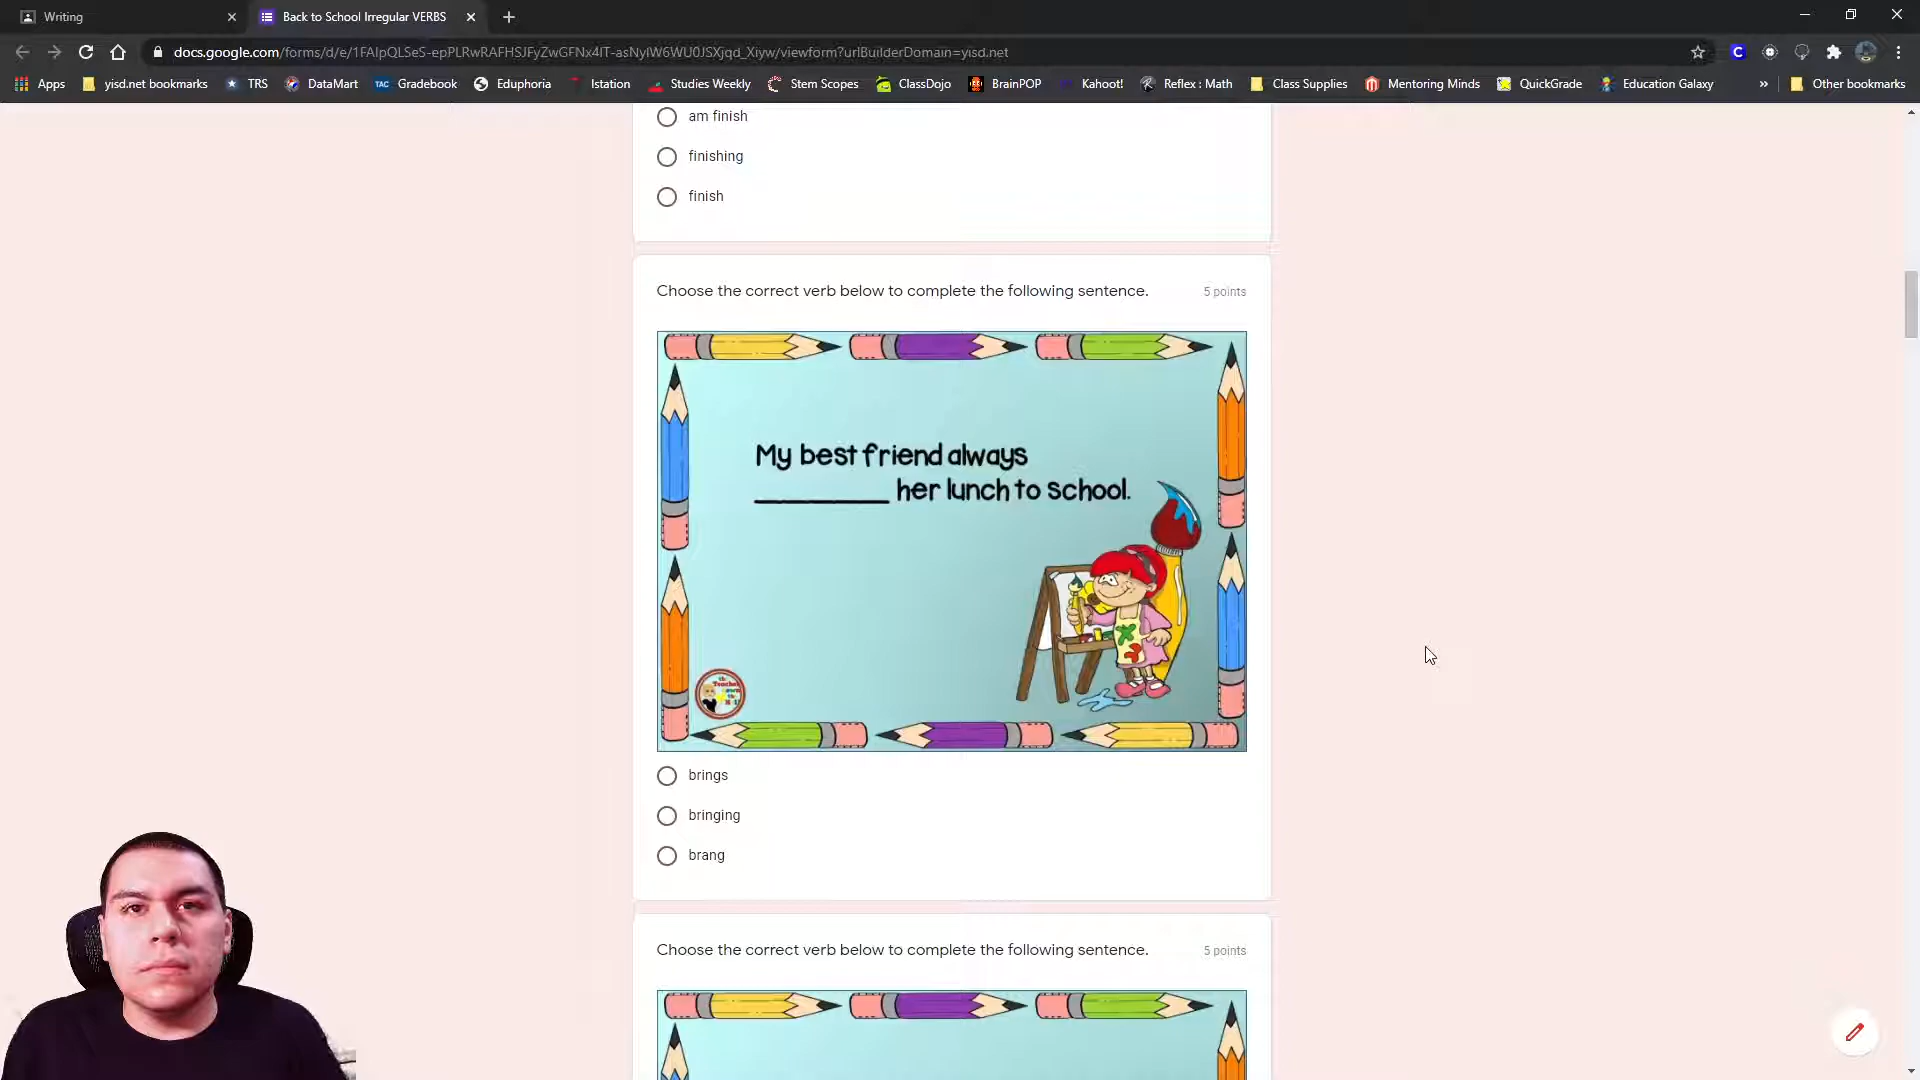 Writing
Back to School Irregular VERBS
docs.google.com/forms/d/e/1FAIpQLSeS-epPLRwRAFHSJFyZwGFNx4lT-asNylW6WU0JSXjqd_Xiyw/viewform?urlBuilderDomain=yisd.net
Apps yisd.net bookmarks TRS DataMart TAC Gradebook Eduphoria Istation Studies Weekly Stem Scopes ClassDojo BrainPOP Kahoot! Reflex : Math Class Supplies Mentoring Minds QuickGrade Education Galaxy » Other bookmarks
am finish
finishing
finish
Choose the correct verb below to complete the following sentence. 5 points
My best friend always
__________ her lunch to school.
brings
bringing
brang
Choose the correct verb below to complete the following sentence. 5 points